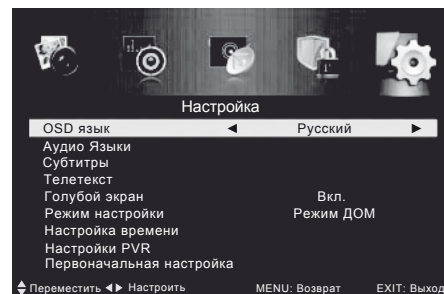 Настройка
OSD язык ◄ Русский ►
Аудио Языки
Субтитры
Телетекст
Голубой экран Вкл.
Режим настройки Режим ДОМ
Настройка времени
Настройки PVR
Первоначальная настройка
Переместить ◄► Настроить MENU: Возврат EXIT: Выход